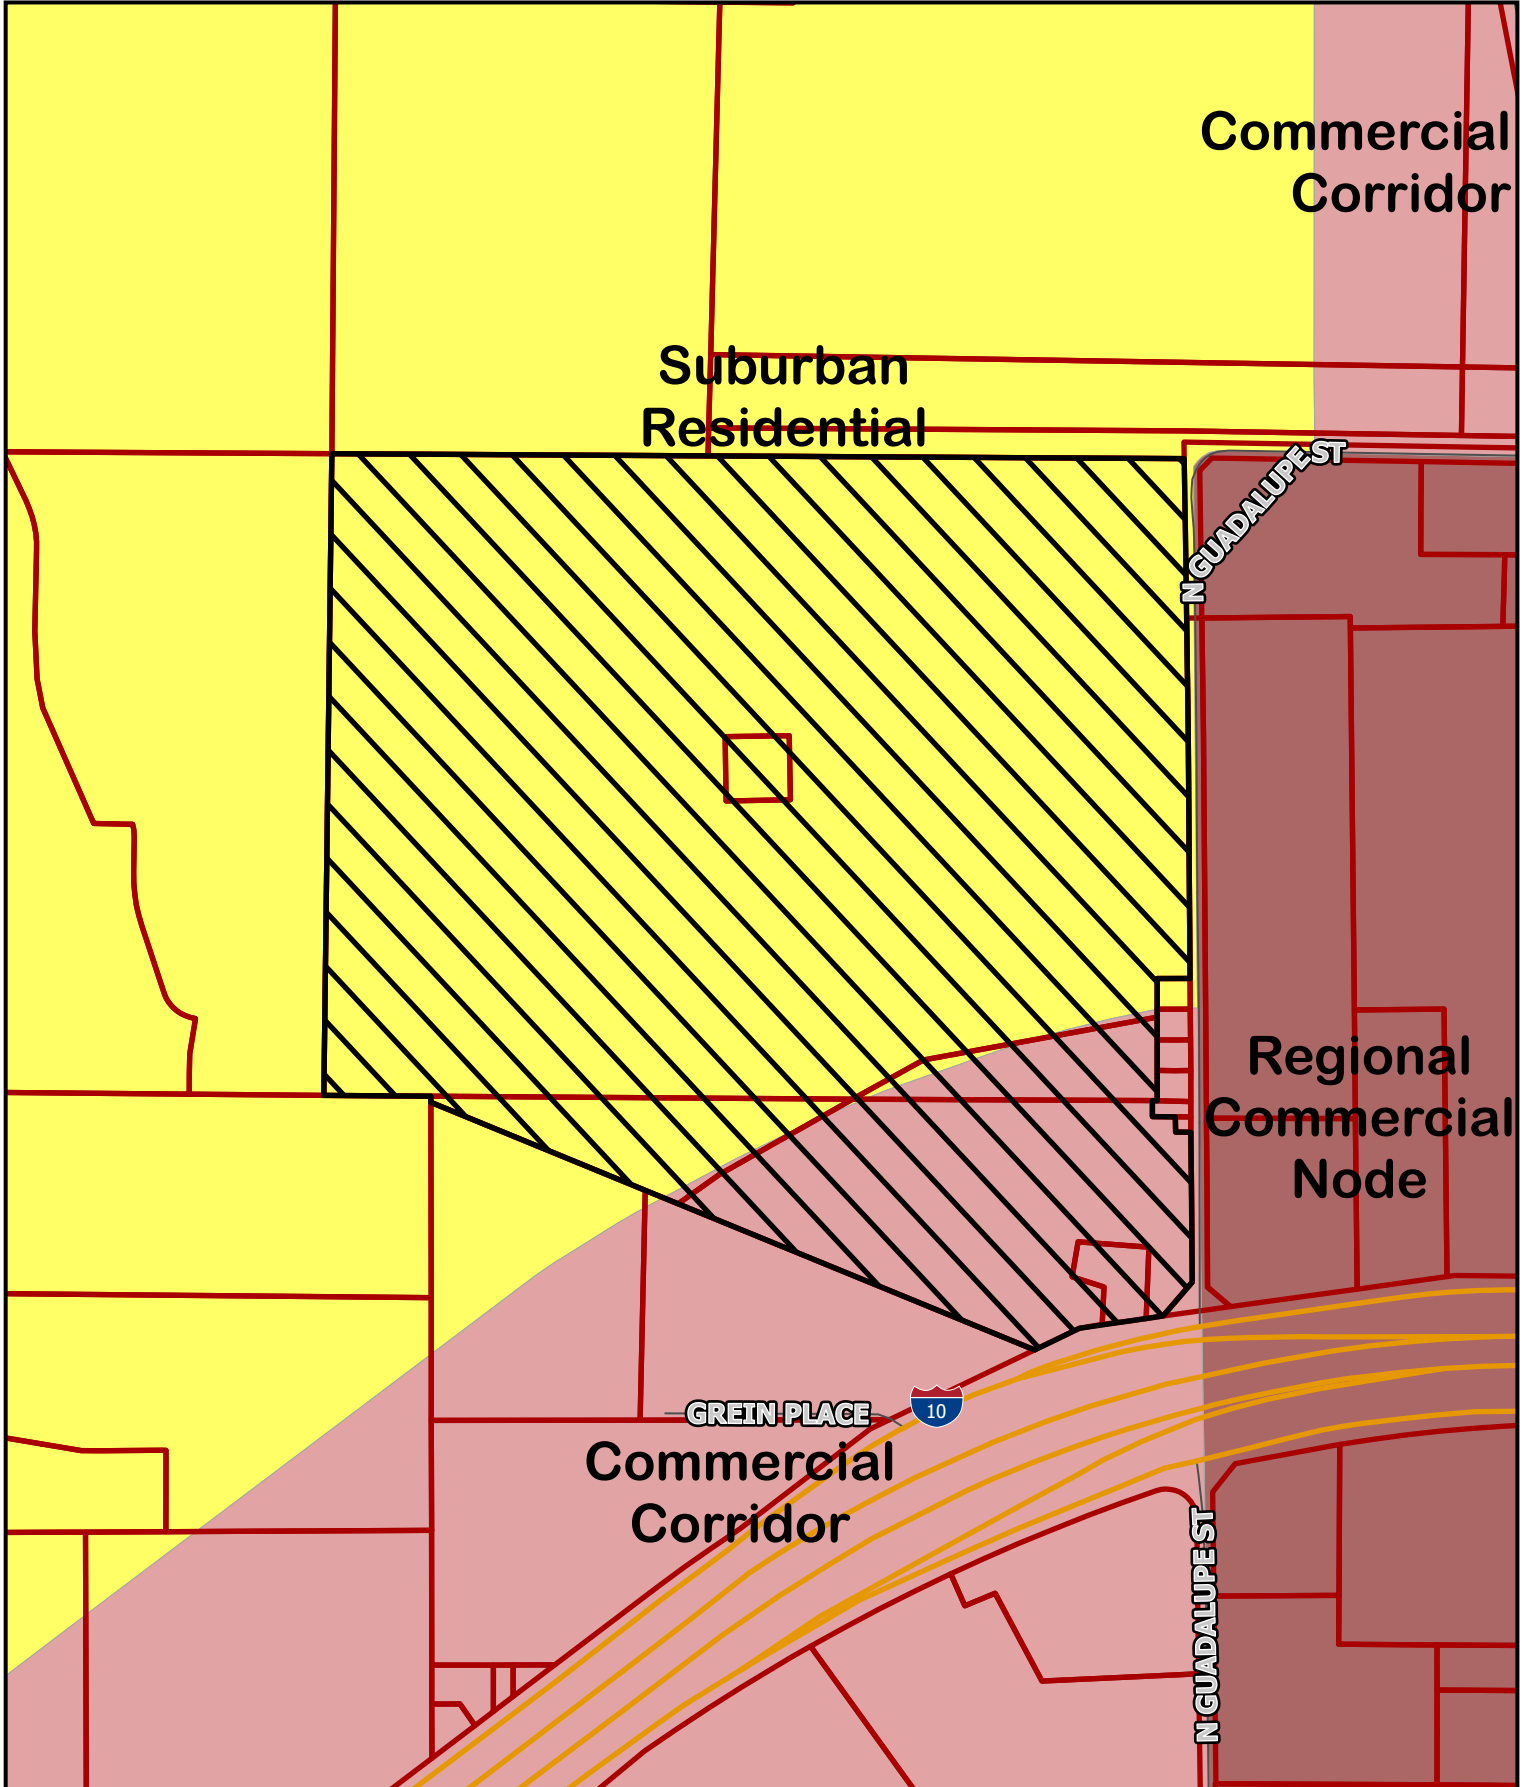 Commercial
Corridor
Suburban
Residential
N GUADALUPE ST
Regional
Commercial
Node
GREIN PLACE
10
Commercial
Corridor
N GUADALUPE ST